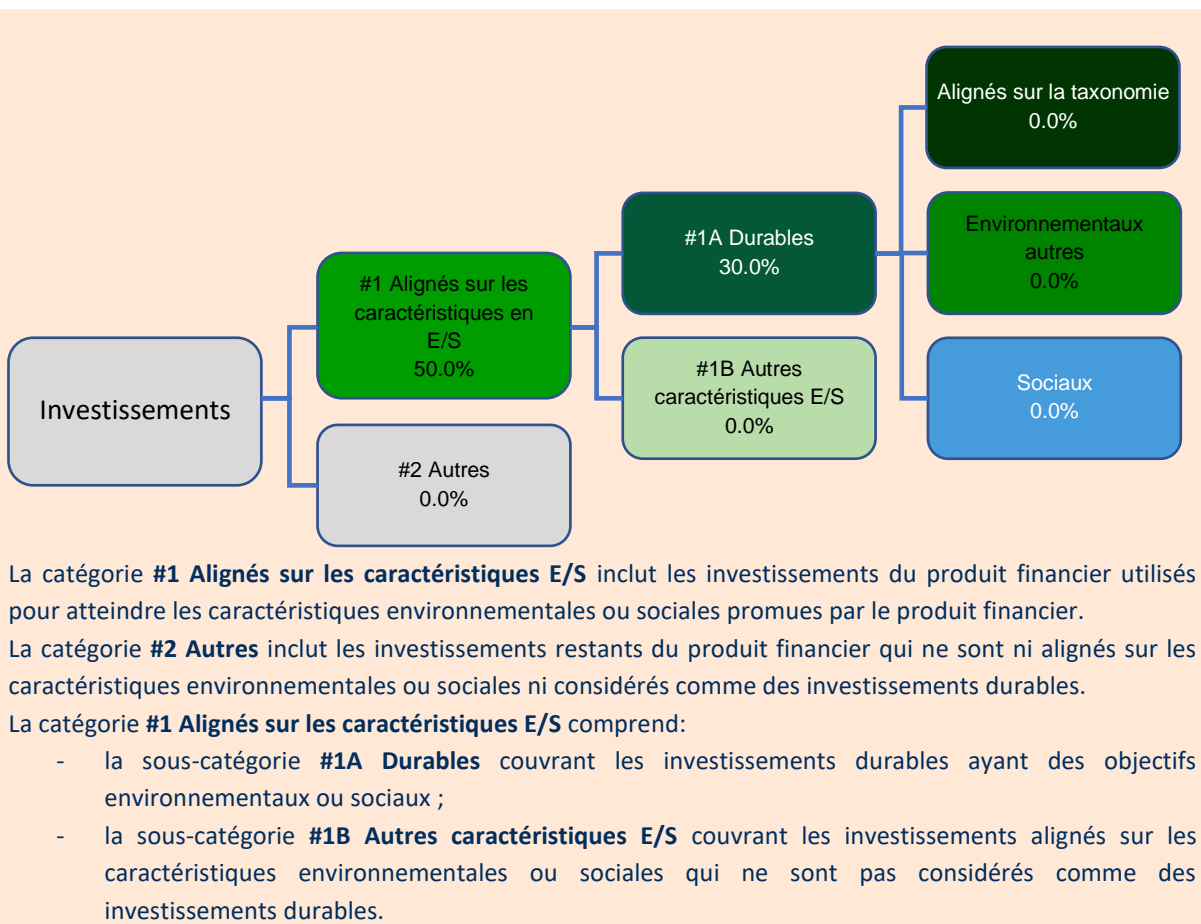 Alignés sur la taxonomie
0.0%
#1A Durables
30.0%
Environnementaux
autres
0.0%
#1 Alignés sur les
caractéristiques en
E/S
50.0%
#1B Autres
caractéristiques E/S
0.0%
Sociaux
0.0%
Investissements
#2 Autres
0.0%
La catégorie #1 Alignés sur les caractéristiques E/S inclut les investissements du produit financier utilisés
pour atteindre les caractéristiques environnementales ou sociales promues par le produit financier.
La catégorie #2 Autres inclut les investissements restants du produit financier qui ne sont ni alignés sur les
caractéristiques environnementales ou sociales ni considérés comme des investissements durables.
La catégorie #1 Alignés sur les caractéristiques E/S comprend:
- la sous-catégorie #1A Durables couvrant les investissements durables ayant des objectifs
environnementaux ou sociaux ;
- la sous-catégorie #1B Autres caractéristiques E/S couvrant les investissements alignés sur les
caractéristiques environnementales ou sociales qui ne sont pas considérés comme des
investissements durables.